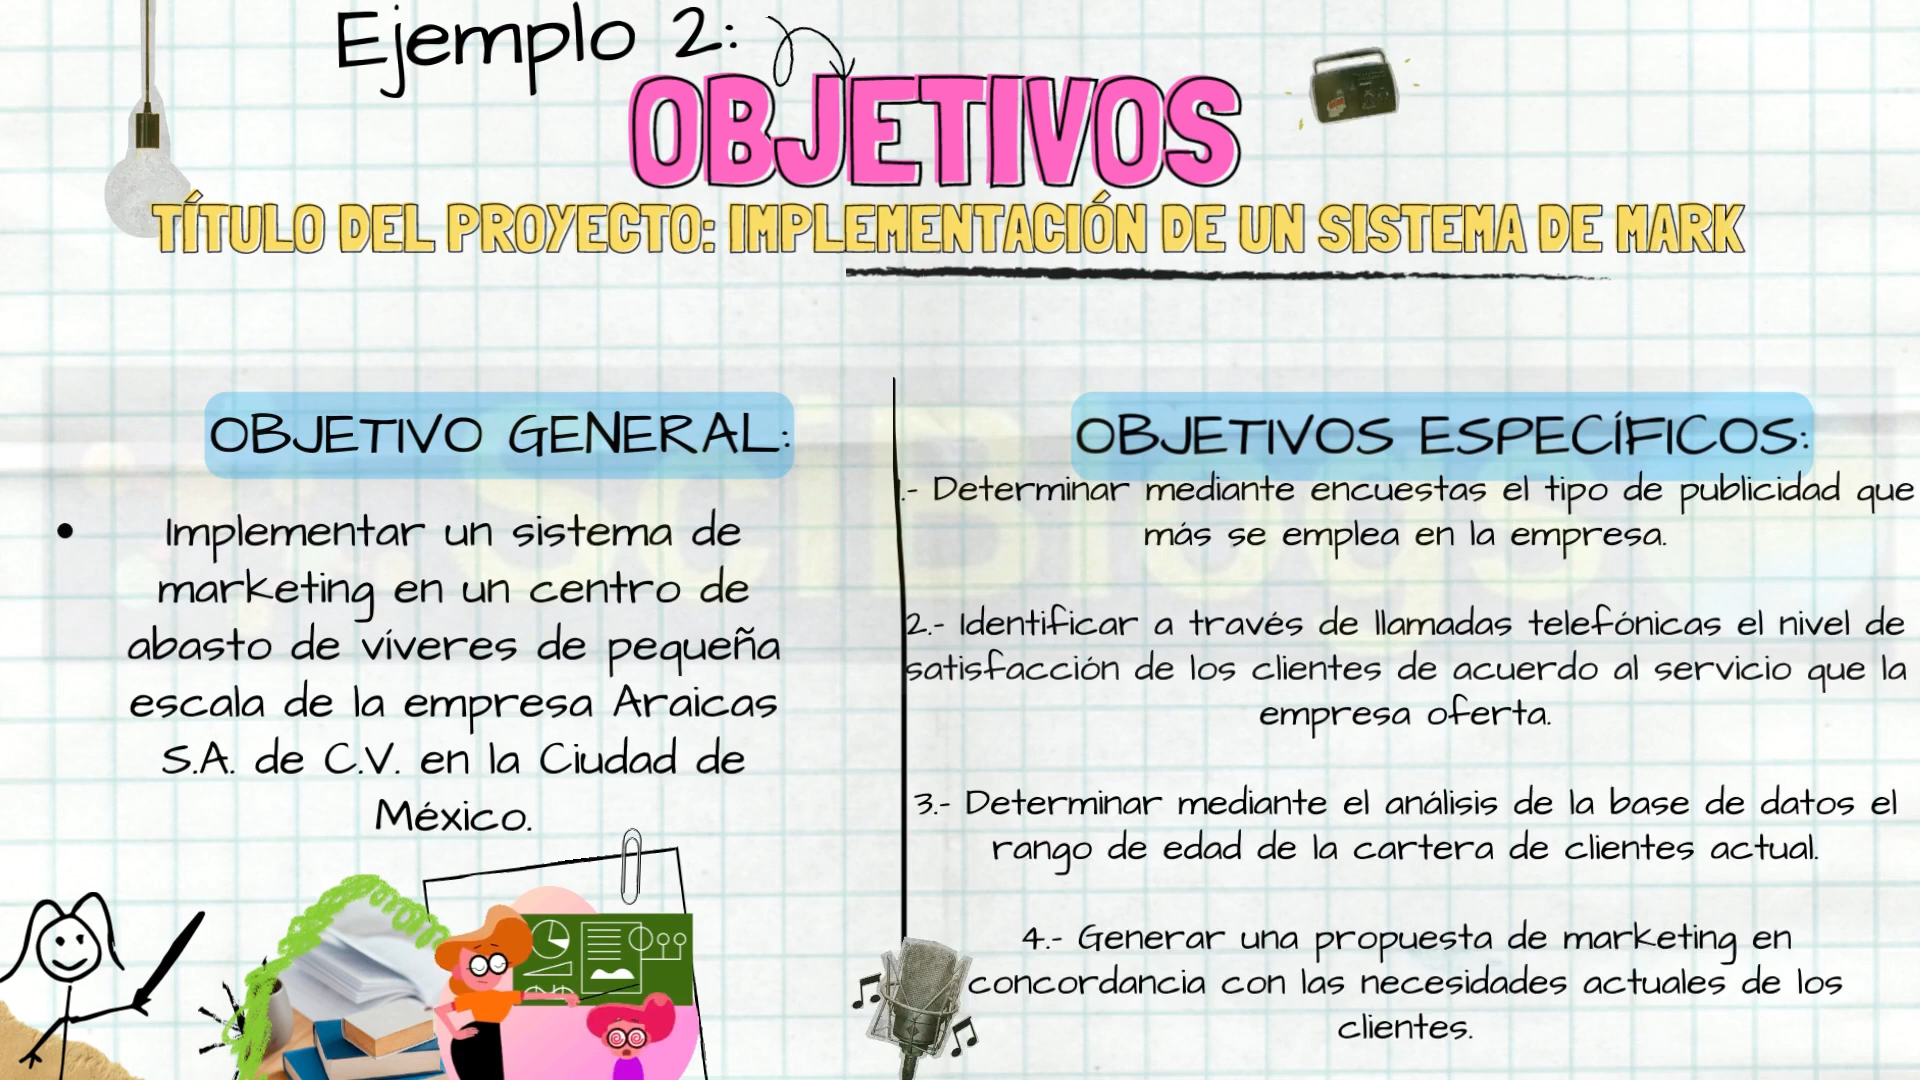 Ejemplo 2:
OBJETIVOS
TÍTULO DEL PROYECTO: IMPLEMENTACIÓN DE UN SISTEMA DE MARK
OBJETIVO GENERAL:
• Implementar un sistema de
marketing en un centro de
abasto de víveres de pequeña
escala de la empresa Araicas
S.A. de C.V. en la Ciudad de
México.
OBJETIVOS ESPECÍFICOS:
.- Determinar mediante encuestas el tipo de publicidad que
más se emplea en la empresa.
2.- Identificar a través de llamadas telefónicas el nivel de
satisfacción de los clientes de acuerdo al servicio que la
empresa oferta.
3.- Determinar mediante el análisis de la base de datos el
rango de edad de la cartera de clientes actual.
4.- Generar una propuesta de marketing en
concordancia con las necesidades actuales de los
clientes.
SciBlogs